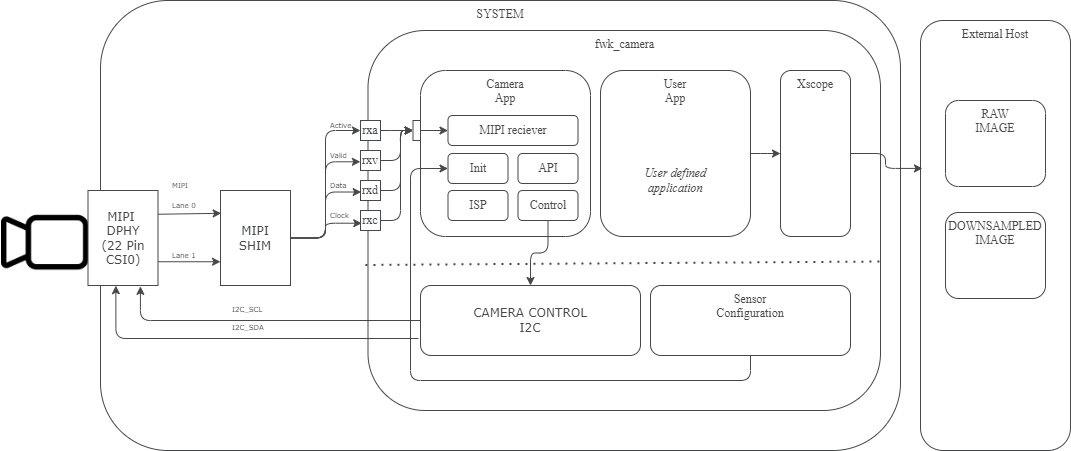 SYSTEM
fwk_camera
External Host
Camera
App
User
App
Xscope
RAW
IMAGE
Active
rxa
MIPI reciever
Valid
rxv
Init
API
Data
rxd
User defined
application
MIPI
Lane 0
ISP
Control
Clock
rxc
MIPI
DPHY
(22 Pin
CSI0)
MIPI
SHIM
DOWNSAMPLED
IMAGE
Lane 1
I2C_SCL
I2C_SDA
CAMERA CONTROL
I2C
Sensor
Configuration